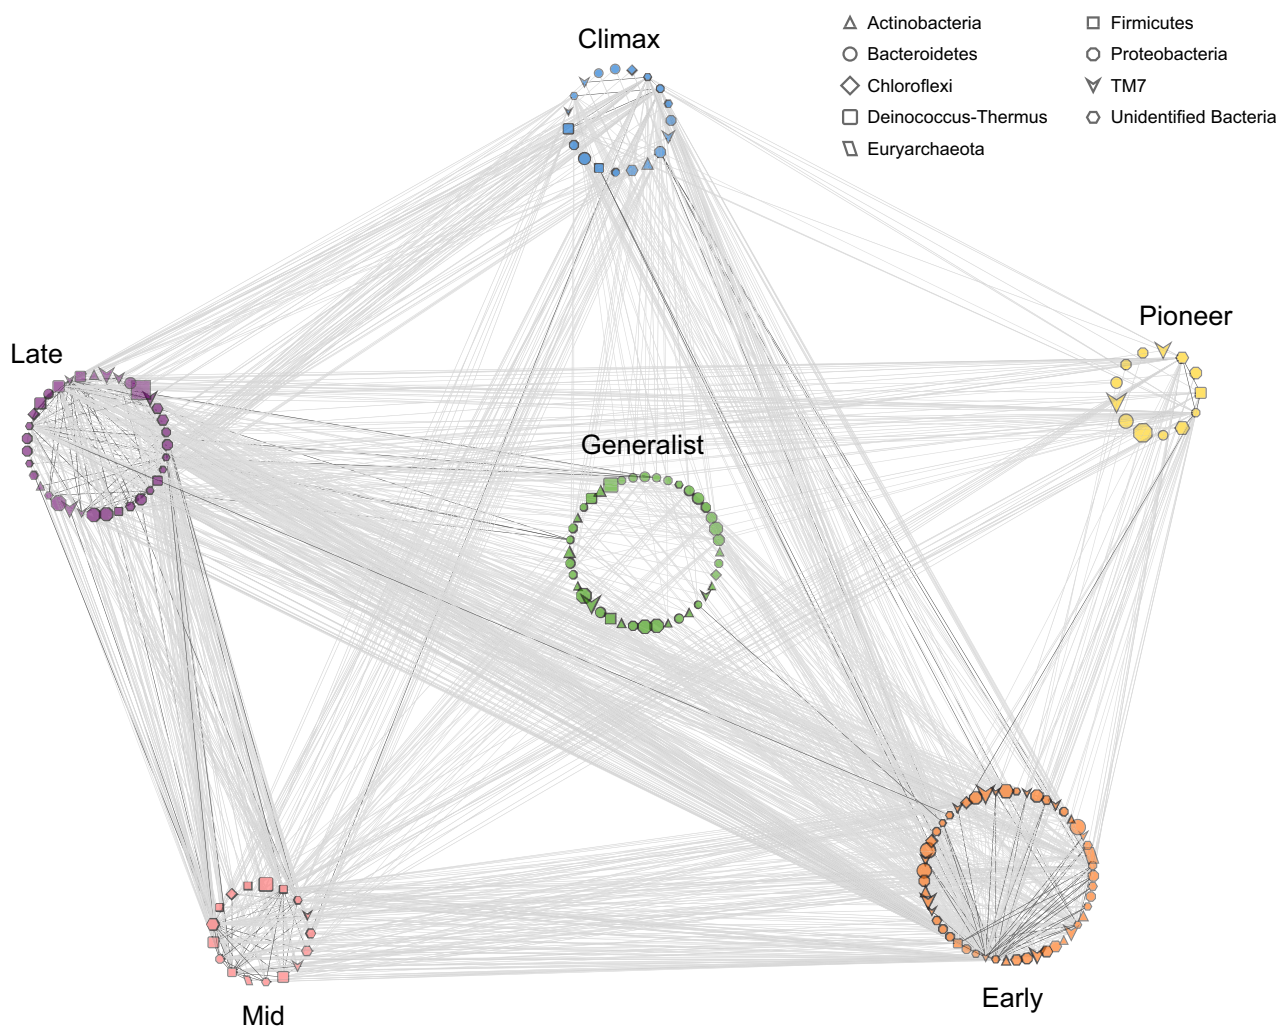 Climax
Actinobacteria
Bacteroidetes
Chloroflexi
Deinococcus-Thermus
Euryarchaeota
Firmicutes
Proteobacteria
TM7
Unidentified Bacteria
Pioneer
Late
Generalist
Early
Mid